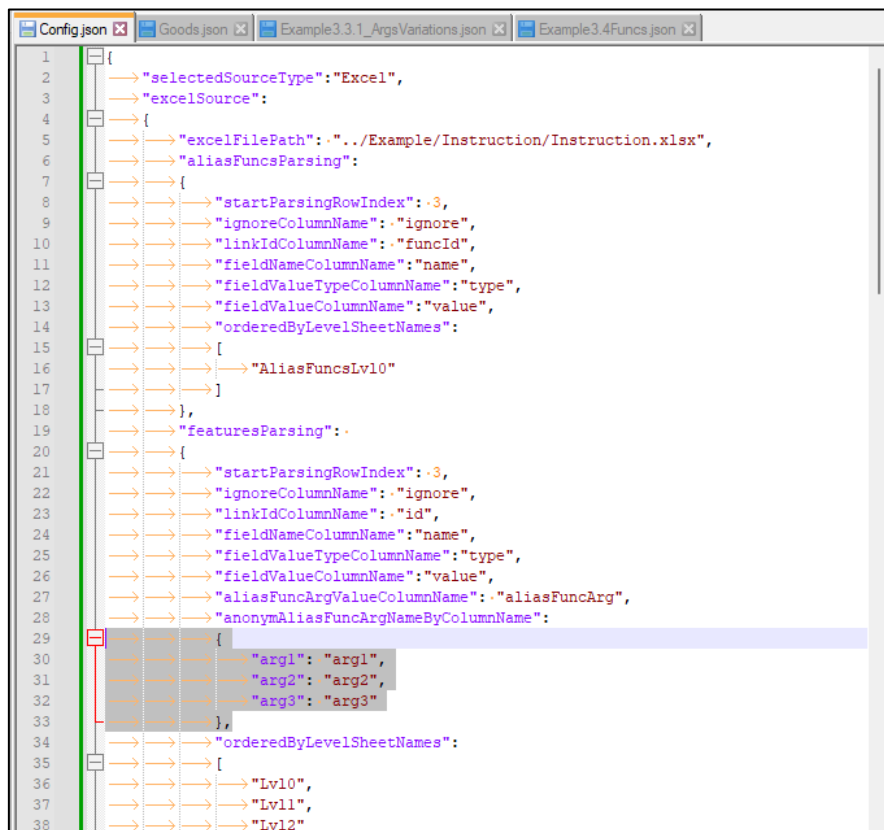 Config.json Goods.json Example3.3.1_ArgsVariations.json Example3.4Funcs.json
1 {
2 "selectedSourceType":"Excel",
3 "excelSource":
4 {
5 "excelFilePath": "../Example/Instruction/Instruction.xlsx",
6 "aliasFuncsParsing":
7 {
8 "startParsingRowIndex": 3,
9 "ignoreColumnName": "ignore",
10 "linkIdColumnName": "funcId",
11 "fieldNameColumnName":"name",
12 "fieldValueTypeColumnName":"type",
13 "fieldValueColumnName":"value",
14 "orderedByLevelSheetNames":
15 [
16 "AliasFuncsLvl0"
17 ]
18 },
19 "featuresParsing":
20 {
21 "startParsingRowIndex": 3,
22 "ignoreColumnName": "ignore",
23 "linkIdColumnName": "id",
24 "fieldNameColumnName":"name",
25 "fieldValueTypeColumnName":"type",
26 "fieldValueColumnName":"value",
27 "aliasFuncArgValueColumnName": "aliasFuncArg",
28 "anonymAliasFuncArgNameByColumnName":
29 {
30 "arg1": "arg1",
31 "arg2": "arg2",
32 "arg3": "arg3"
33 },
34 "orderedByLevelSheetNames":
35 [
36 "Lvl0",
37 "Lvl1",
38 "Lvl2"